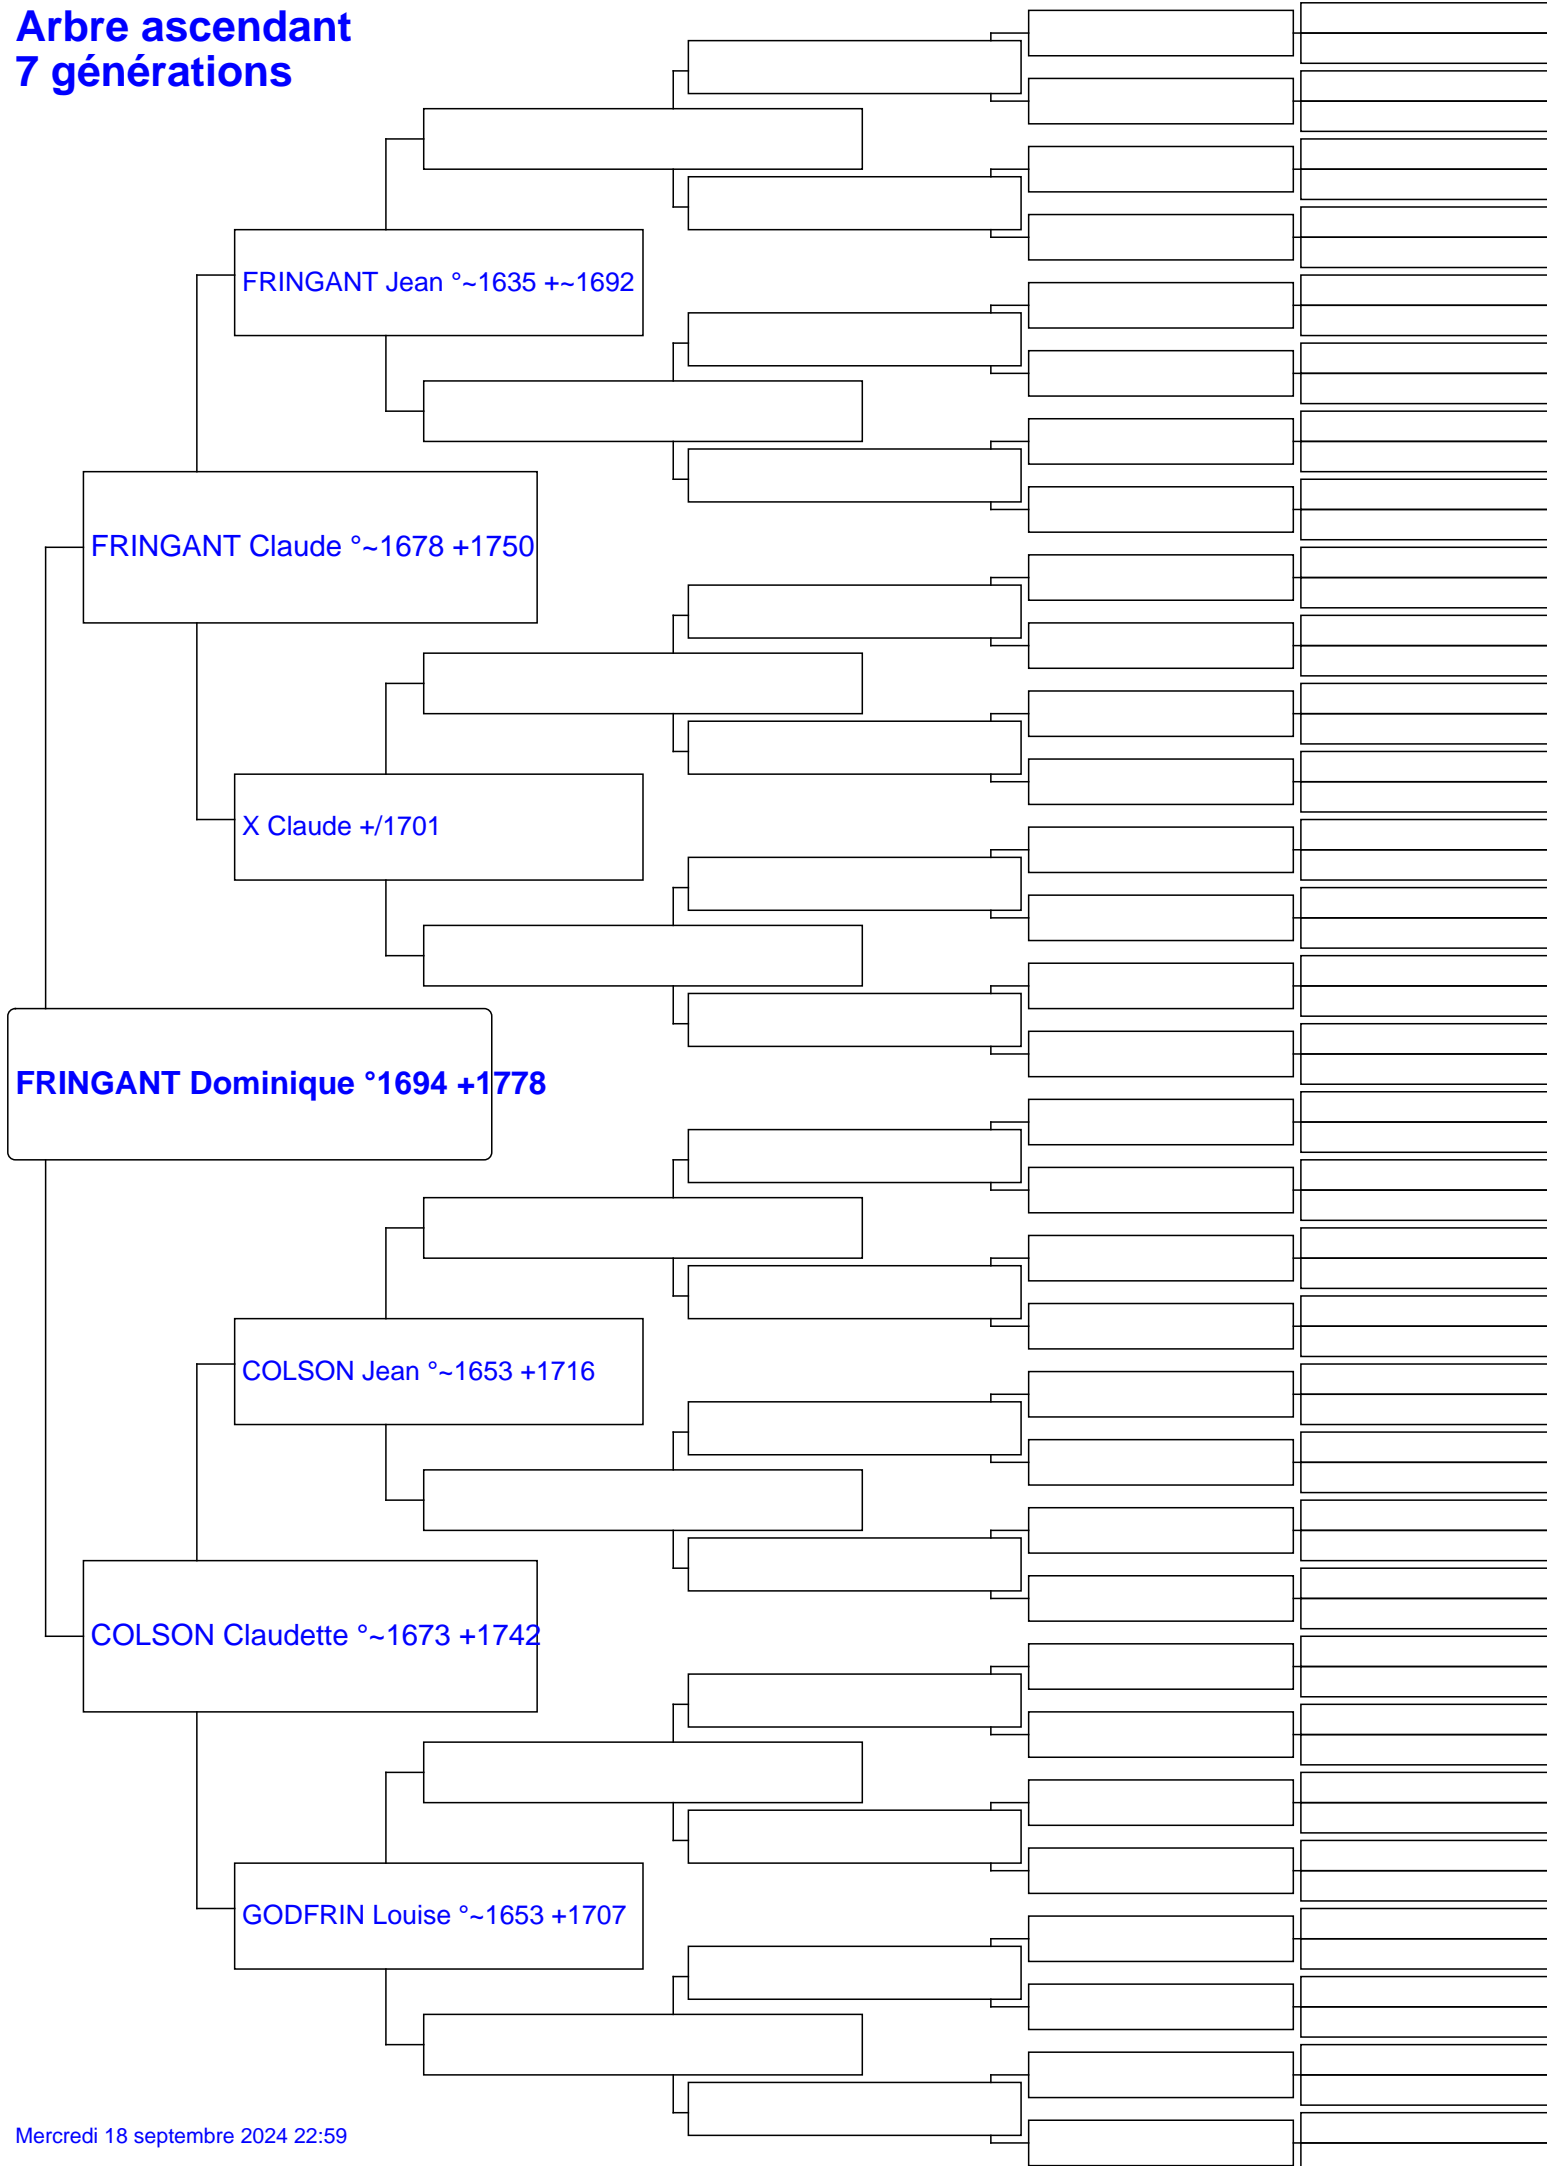 Arbre ascendant
7 générations
FRINGANT Jean °~1635 +~1692
FRINGANT Claude °~1678 +1750
X Claude +/1701
FRINGANT Dominique °1694 +1778
COLSON Jean °~1653 +1716
COLSON Claudette °~1673 +1742
GODFRIN Louise °~1653 +1707
Mercredi 18 septembre 2024 22:59